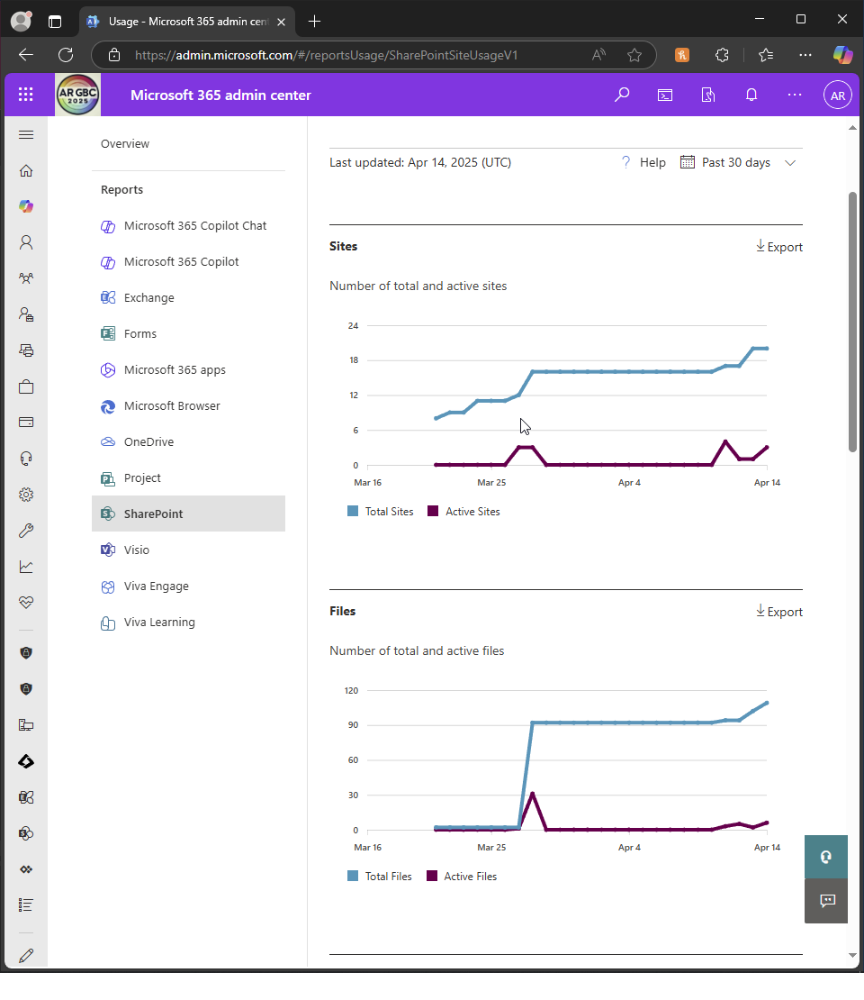 Usage - Microsoft 365 admin cent
https://admin.microsoft.com/#/reportsUsage/SharePointSiteUsageV1
AR GBC
2025
Microsoft 365 admin center
AR
Overview
Reports
Microsoft 365 Copilot Chat
Microsoft 365 Copilot
Exchange
Forms
Microsoft 365 apps
Microsoft Browser
OneDrive
Project
SharePoint
Visio
Viva Engage
Viva Learning
Last updated: Apr 14, 2025 (UTC)
? Help
Past 30 days
Sites
Export
Number of total and active sites
24
18
12
6
0
Mar 16 Mar 25 Apr 4 Apr 14
Total Sites Active Sites
Files
Export
Number of total and active files
120
90
60
30
0
Mar 16 Mar 25 Apr 4 Apr 14
Total Files Active Files